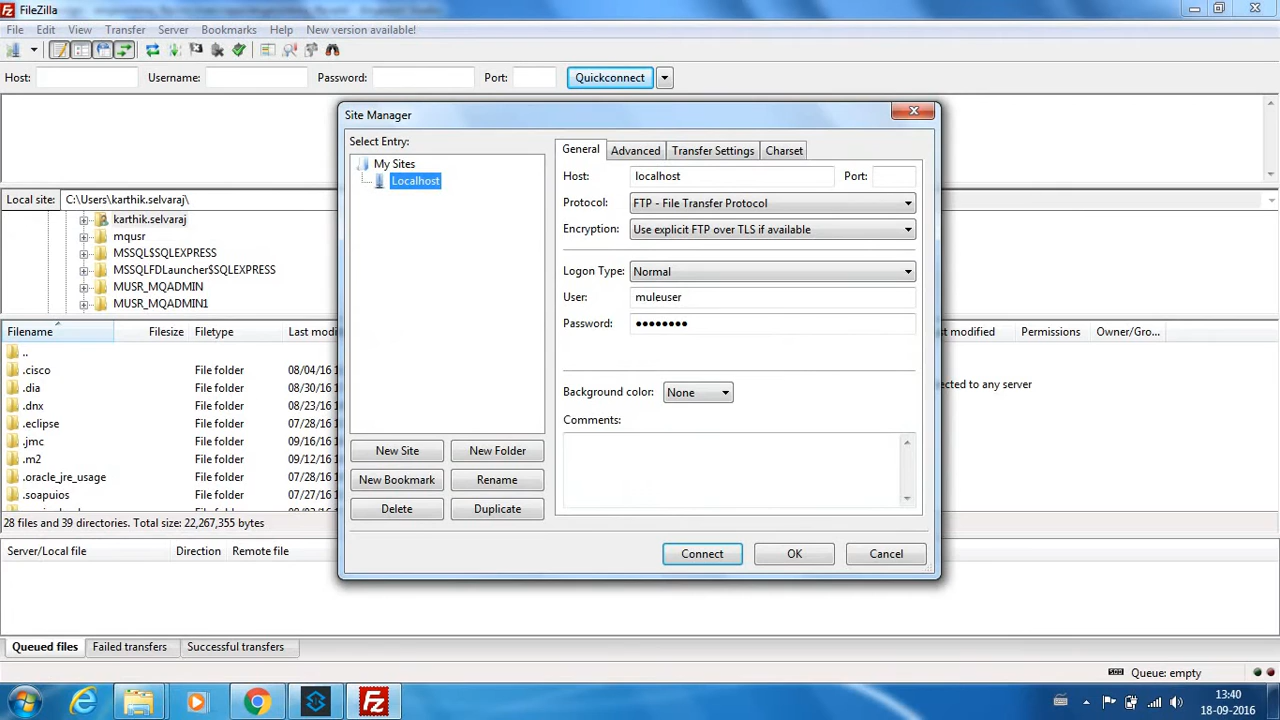 FileZilla
File Edit View Transfer Server Bookmarks Help New version available!
Host: Username: Password: Port: Quickconnect
Site Manager
Select Entry:
My Sites
Localhost
New Site New Folder
New Bookmark Rename
Delete Duplicate
General Advanced Transfer Settings Charset
Host: localhost Port:
Protocol: FTP - File Transfer Protocol
Encryption: Use explicit FTP over TLS if available
Logon Type: Normal
User: muleuser
Password: ●●●●●●●●
Background color: None
Comments:
Connect OK Cancel
Local site: C:\Users\karthik.selvaraj\
karthik.selvaraj
mqusr
MSSQL$SQLEXPRESS
MSSQLFDLauncher$SQLEXPRESS
MUSR_MQADMIN
MUSR_MQADMIN1
Filename Filesize Filetype Last modi
..
.cisco File folder 08/04/16 1
.dia File folder 08/30/16 1
.dnx File folder 08/23/16 1
.eclipse File folder 07/28/16 1
.jmc File folder 09/16/16 1
.m2 File folder 09/12/16 1
.oracle_jre_usage File folder 07/28/16 1
.soapuios File folder 07/27/16 1
28 files and 39 directories. Total size: 22,267,355 bytes
st modified Permissions Owner/Gro...
ected to any server
Server/Local file Direction Remote file
Queued files Failed transfers Successful transfers
Queue: empty
13:40
18-09-2016